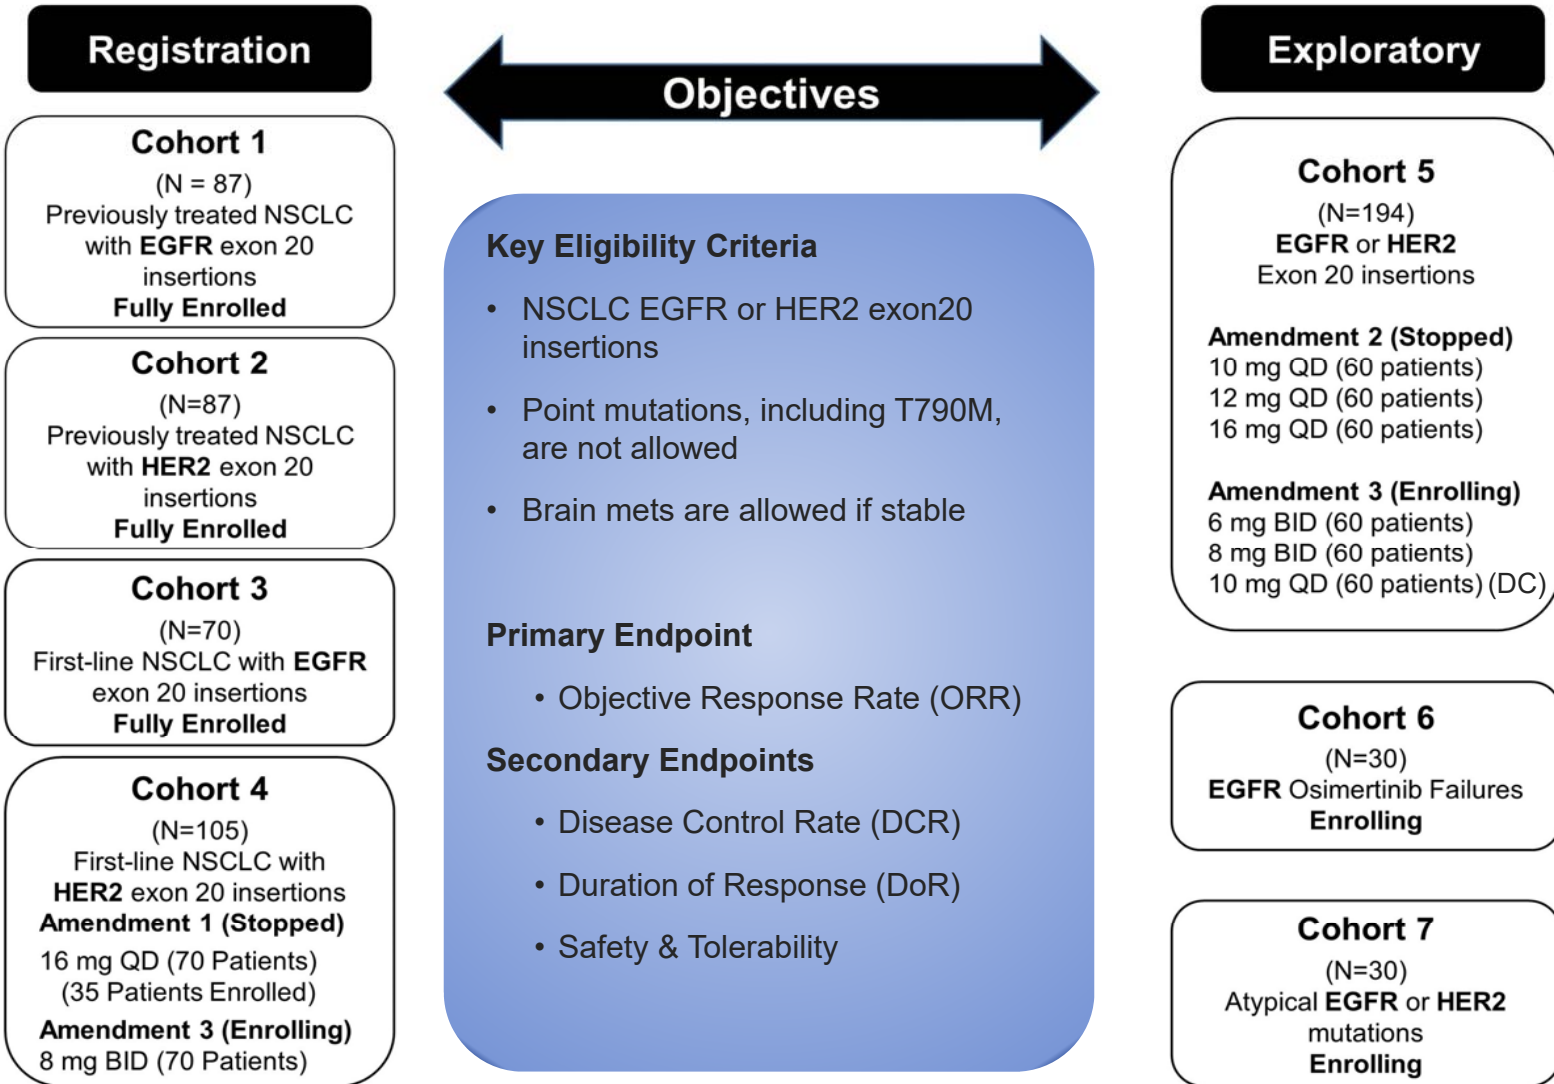 Registration
Cohort 1
(N = 87)
Previously treated NSCLC
with EGFR exon 20
insertions
Fully Enrolled
Cohort 2
(N=87)
Previously treated NSCLC
with HER2 exon 20
insertions
Fully Enrolled
Cohort 3
(N=70)
First-line NSCLC with EGFR
exon 20 insertions
Fully Enrolled
Cohort 4
(N=105)
First-line NSCLC with
HER2 exon 20 insertions
Amendment 1 (Stopped)
16 mg QD (70 Patients)
(35 Patients Enrolled)
Amendment 3 (Enrolling)
8 mg BID (70 Patients)
Objectives
Key Eligibility Criteria
• NSCLC EGFR or HER2 exon20
insertions
• Point mutations, including T790M,
are not allowed
• Brain mets are allowed if stable
Primary Endpoint
• Objective Response Rate (ORR)
Secondary Endpoints
• Disease Control Rate (DCR)
• Duration of Response (DoR)
• Safety & Tolerability
Exploratory
Cohort 5
(N=194)
EGFR or HER2
Exon 20 insertions
Amendment 2 (Stopped)
10 mg QD (60 patients)
12 mg QD (60 patients)
16 mg QD (60 patients)
Amendment 3 (Enrolling)
6 mg BID (60 patients)
8 mg BID (60 patients)
10 mg QD (60 patients) (DC)
Cohort 6
(N=30)
EGFR Osimertinib Failures
Enrolling
Cohort 7
(N=30)
Atypical EGFR or HER2
mutations
Enrolling